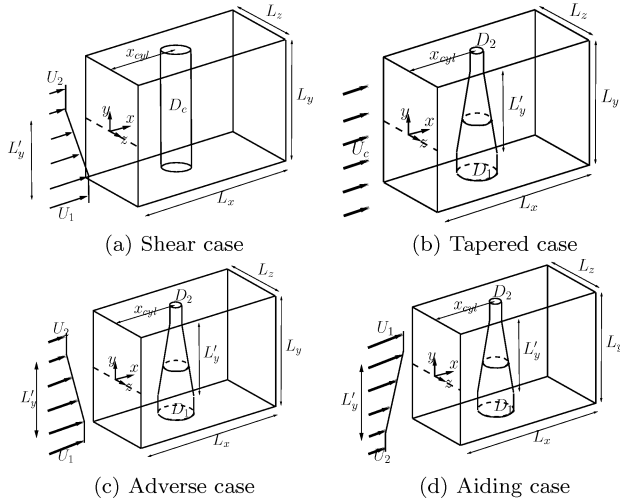 L_z
x_cyl
U_2
D_c
L_y
y
x
z
L'_y
U_1
L_x
(a) Shear case
L_z
D_2
x_cyl
L'_y
L_y
y
x
z
U_c
D_1
L_x
(b) Tapered case
L_z
D_2
x_cyl
U_2
L'_y
L_y
y
x
z
L'_y
D_1
U_1
L_x
(c) Adverse case
L_z
D_2
x_cyl
U_1
L'_y
L_y
y
x
z
L'_y
D
U_2
L_x
(d) Aiding case